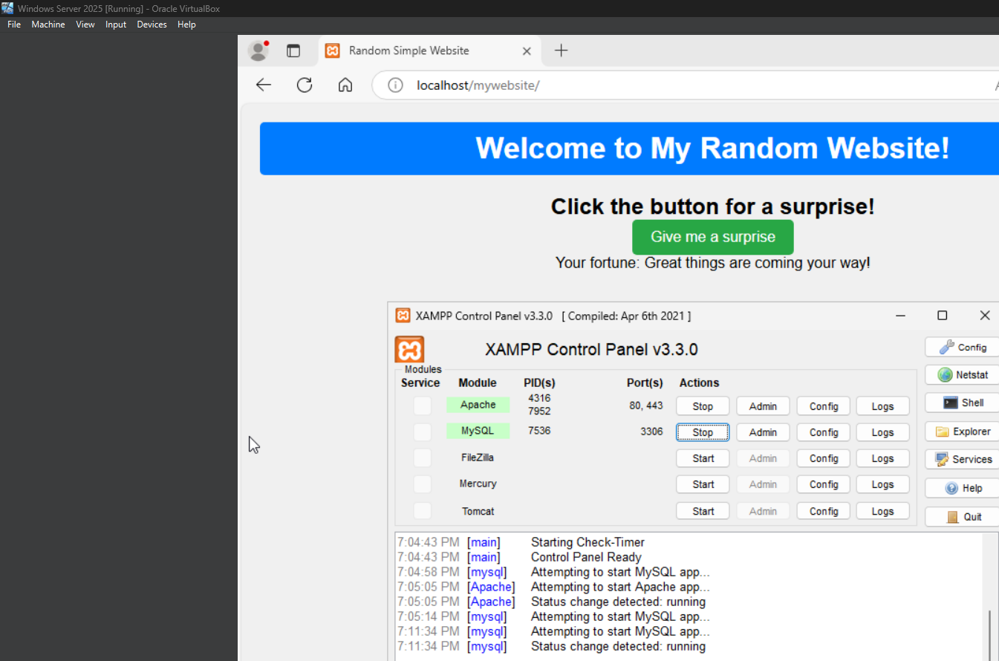 Windows Server 2025 [Running] - Oracle VirtualBox
File Machine View Input Devices Help
Random Simple Website
localhost/mywebsite/
Welcome to My Random Website!
Click the button for a surprise!
Give me a surprise
Your fortune: Great things are coming your way!
XAMPP Control Panel v3.3.0 [ Compiled: Apr 6th 2021 ]
XAMPP Control Panel v3.3.0
Config
Modules
Service Module PID(s) Port(s) Actions
Netstat
Apache 4316 7952 80, 443 Stop Admin Config Logs
Shell
MySQL 7536 3306 Stop Admin Config Logs
Explorer
FileZilla Start Admin Config Logs
Services
Mercury Start Admin Config Logs
Help
Tomcat Start Admin Config Logs
Quit
7:04:43 PM [main] Starting Check-Timer
7:04:43 PM [main] Control Panel Ready
7:04:58 PM [mysql] Attempting to start MySQL app...
7:05:05 PM [Apache] Attempting to start Apache app...
7:05:05 PM [Apache] Status change detected: running
7:05:14 PM [mysql] Attempting to start MySQL app...
7:11:34 PM [mysql] Attempting to start MySQL app...
7:11:34 PM [mysql] Status change detected: running